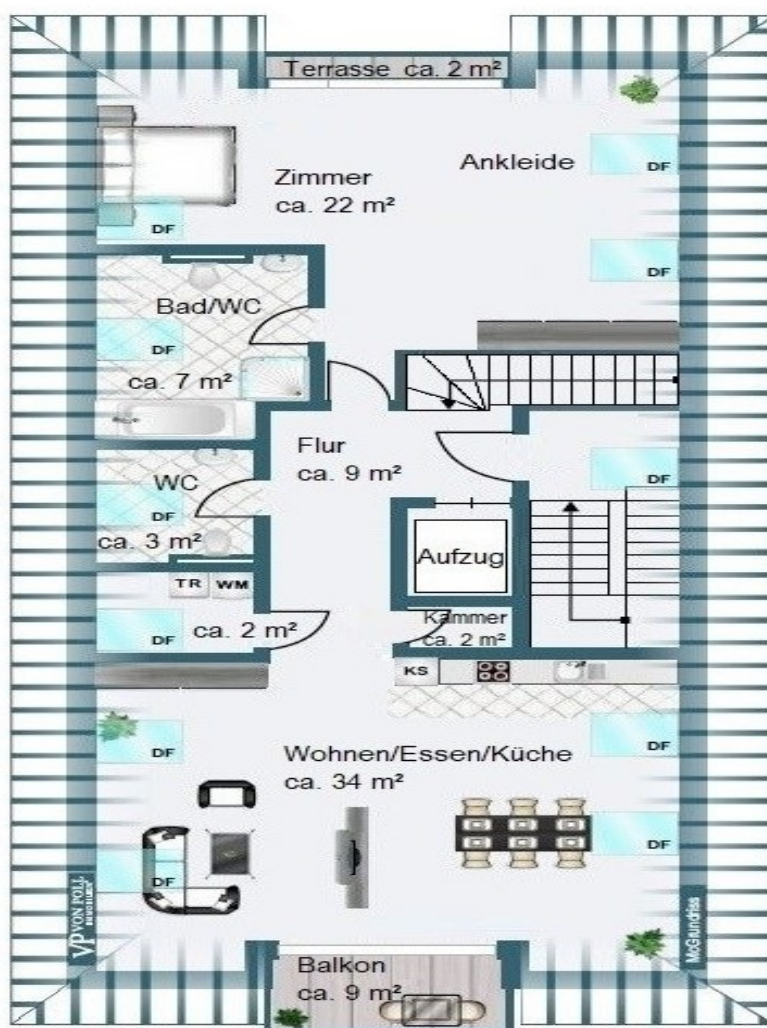 Terrasse ca. 2 m²
Ankleide
DF
Zimmer
ca. 22 m²
DF
DF
Bad/WC
DF
ca. 7 m²
Flur
ca. 9 m²
DF
WC
DF
ca. 3 m²
Aufzug
TR WM
ca. 2 m²
DF
Kammer
ca. 2 m²
KS
DF
DF
Wohnen/Essen/Küche
ca. 34 m²
DF
DF
VP VON POLL
IMMOBILIEN
McGrundriss
Balkon
ca. 9 m²